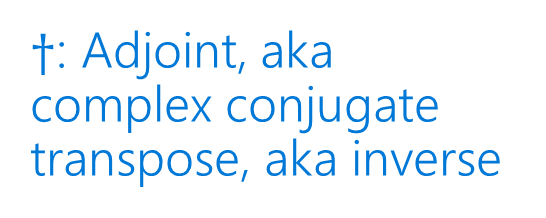 †: Adjoint, aka
complex conjugate
transpose, aka inverse